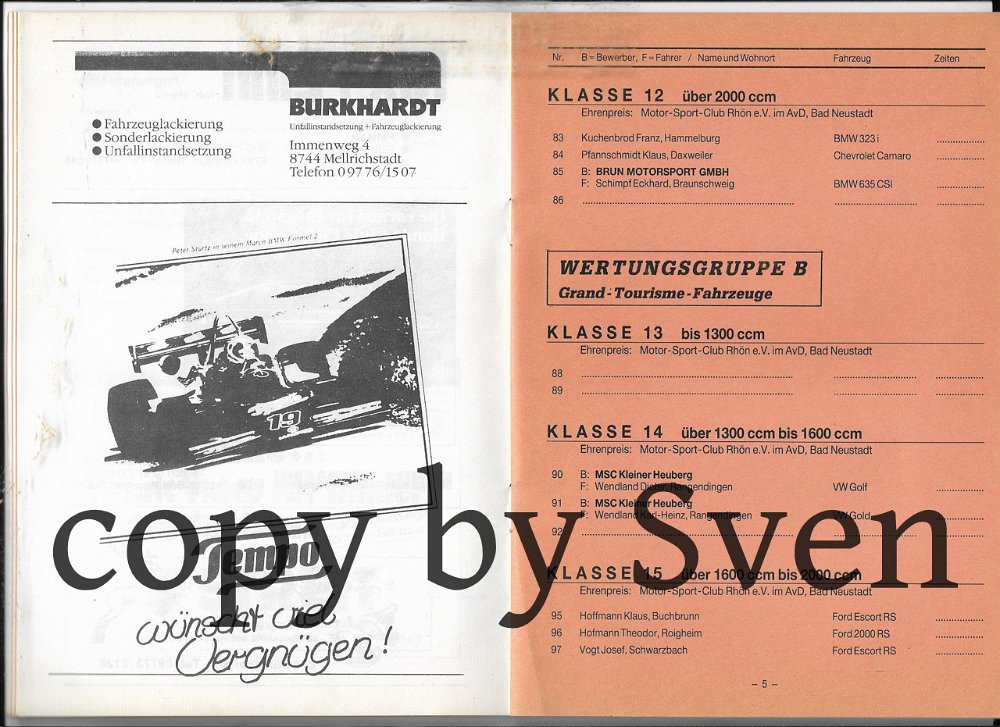 BURKHARDT
Unfallinstandsetzung + Fahrzeuglackierung
● Fahrzeuglackierung
● Sonderlackierung
● Unfallinstandsetzung
Immenweg 4
8744 Mellrichstadt
Telefon 0 97 76/15 07
Peter Sturtz in seinem March BMW Formel 2
19
Tempo
wünscht viel
Vergnügen!
Nr. B=Bewerber, F=Fahrer / Name und Wohnort Fahrzeug Zeiten
KLASSE 12 über 2000 ccm
Ehrenpreis: Motor-Sport-Club Rhön e.V. im AvD, Bad Neustadt
83 Kuchenbrod Franz, Hammelburg BMW 323 i
84 Pfannschmidt Klaus, Daxweiler Chevrolet Camaro
85 B: BRUN MOTORSPORT GMBH
F: Schimpf Eckhard, Braunschweig BMW 635 CSI
86
WERTUNGSGRUPPE B
Grand-Tourisme-Fahrzeuge
KLASSE 13 bis 1300 ccm
Ehrenpreis: Motor-Sport-Club Rhön e.V. im AvD, Bad Neustadt
88
89
KLASSE 14 über 1300 ccm bis 1600 ccm
Ehrenpreis: Motor-Sport-Club Rhön e.V. im AvD, Bad Neustadt
90 B: MSC Kleiner Heuberg
F: Wendland Dieter, Rangendingen VW Golf
91 B: MSC Kleiner Heuberg
F: Wendland Karl-Heinz, Rangendingen VW Gold
92
KLASSE 15 über 1600 ccm bis 2000 ccm
Ehrenpreis: Motor-Sport-Club Rhön e.V. im AvD, Bad Neustadt
95 Hoffmann Klaus, Buchbrunn Ford Escort RS
96 Hofmann Theodor, Roigheim Ford 2000 RS
97 Vogt Josef, Schwarzbach Ford Escort RS
– 5 –
copy by Sven